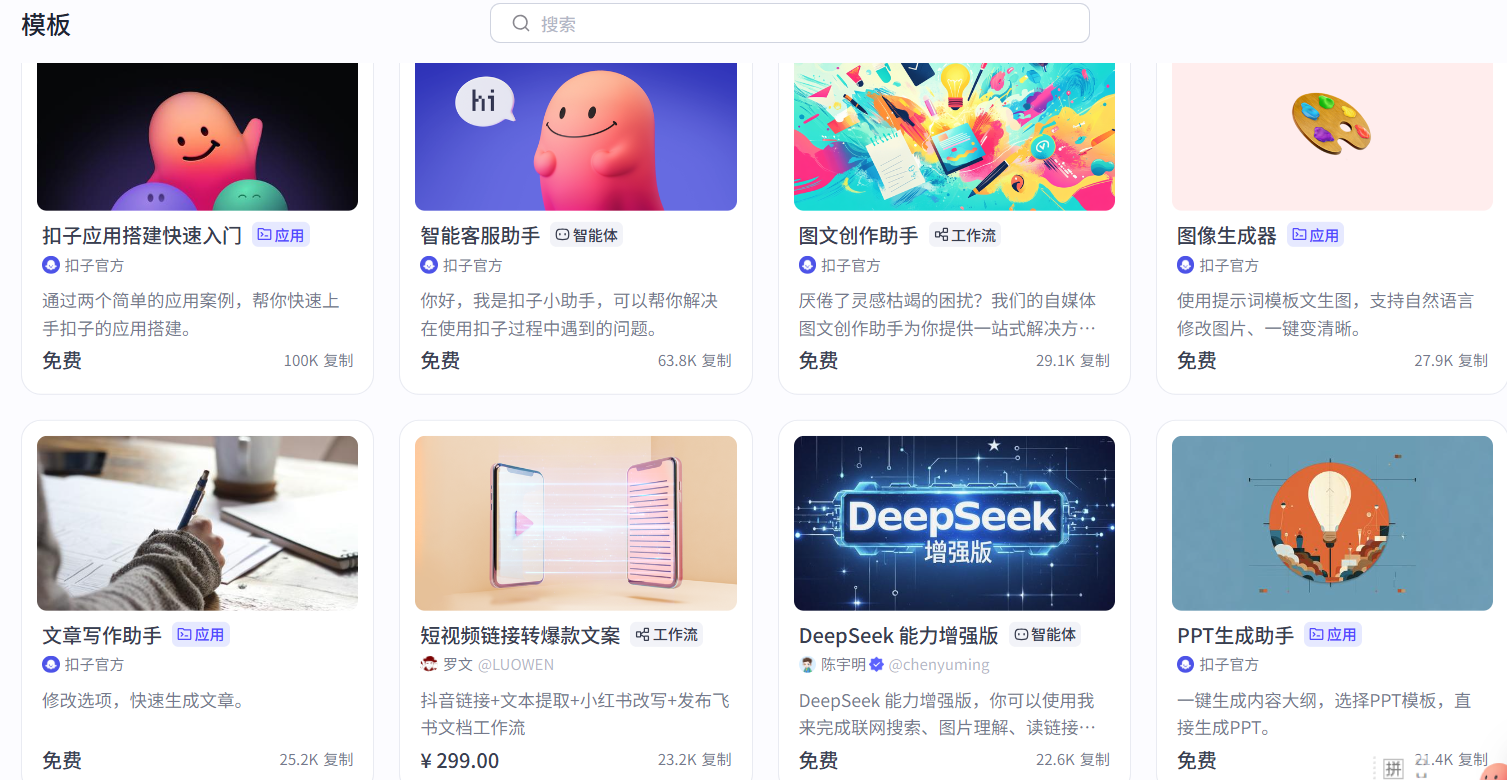 模板
搜索
hi
扣子应用搭建快速入门 应用
扣子官方
通过两个简单的应用案例，帮你快速上
手扣子的应用搭建。
免费 100K 复制
智能客服助手 智能体
扣子官方
你好，我是扣子小助手，可以帮你解决
在使用扣子过程中遇到的问题。
免费 63.8K 复制
图文创作助手 工作流
扣子官方
厌倦了灵感枯竭的困扰？我们的自媒体
图文创作助手为你提供一站式解决方…
免费 29.1K 复制
图像生成器 应用
扣子官方
使用提示词模板文生图，支持自然语言
修改图片、一键变清晰。
免费 27.9K 复制
文章写作助手 应用
扣子官方
修改选项，快速生成文章。
免费 25.2K 复制
短视频链接转爆款文案 工作流
罗文 @LUOWEN
抖音链接+文本提取+小红书改写+发布飞
书文档工作流
¥ 299.00 23.2K 复制
DeepSeek
增强版
DeepSeek 能力增强版 智能体
陈宇明 @chenyuming
DeepSeek 能力增强版，你可以使用我
来完成联网搜索、图片理解、读链接…
免费 22.6K 复制
PPT生成助手 应用
扣子官方
一键生成内容大纲，选择PPT模板，直
接生成PPT。
免费 21.4K 复制
拼